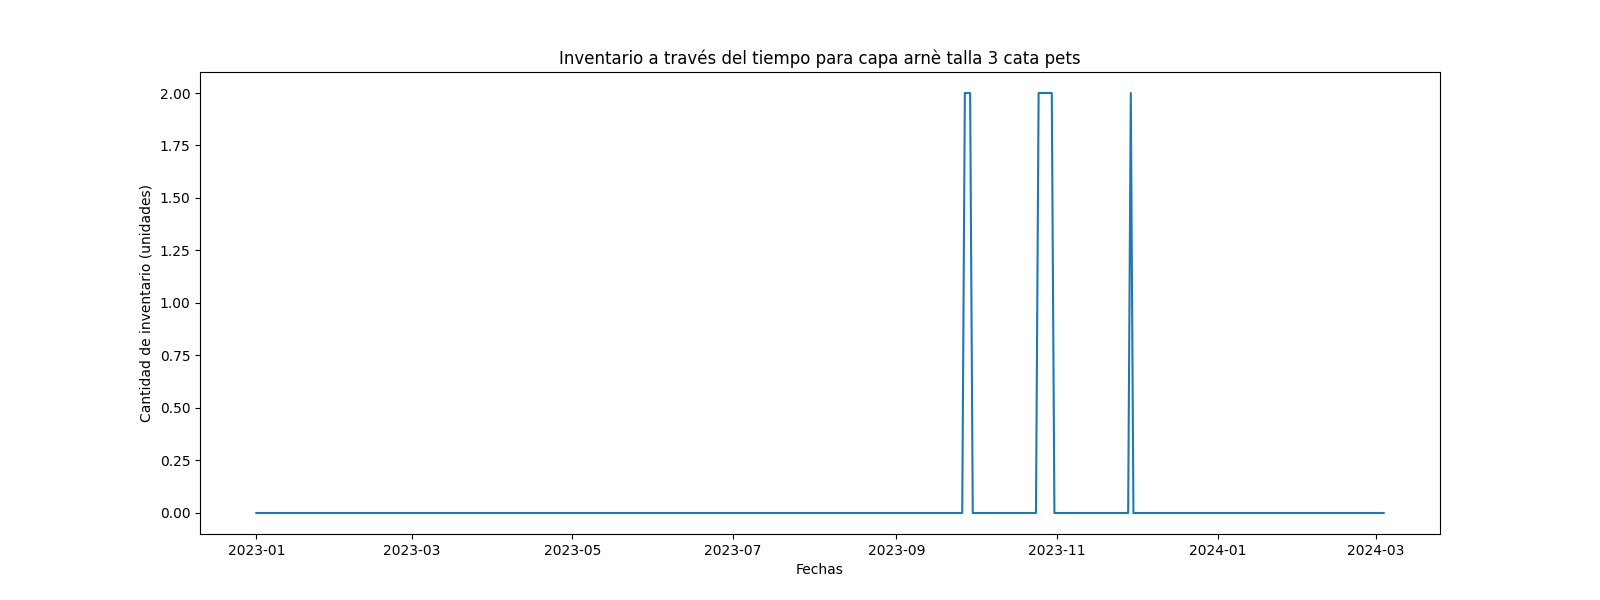 Inventario a través del tiempo para capa arnè talla 3 cata pets
Cantidad de inventario (unidades)
2.00
1.75
1.50
1.25
1.00
0.75
0.50
0.25
0.00
2023-01 2023-03 2023-05 2023-07 2023-09 2023-11 2024-01 2024-03
Fechas